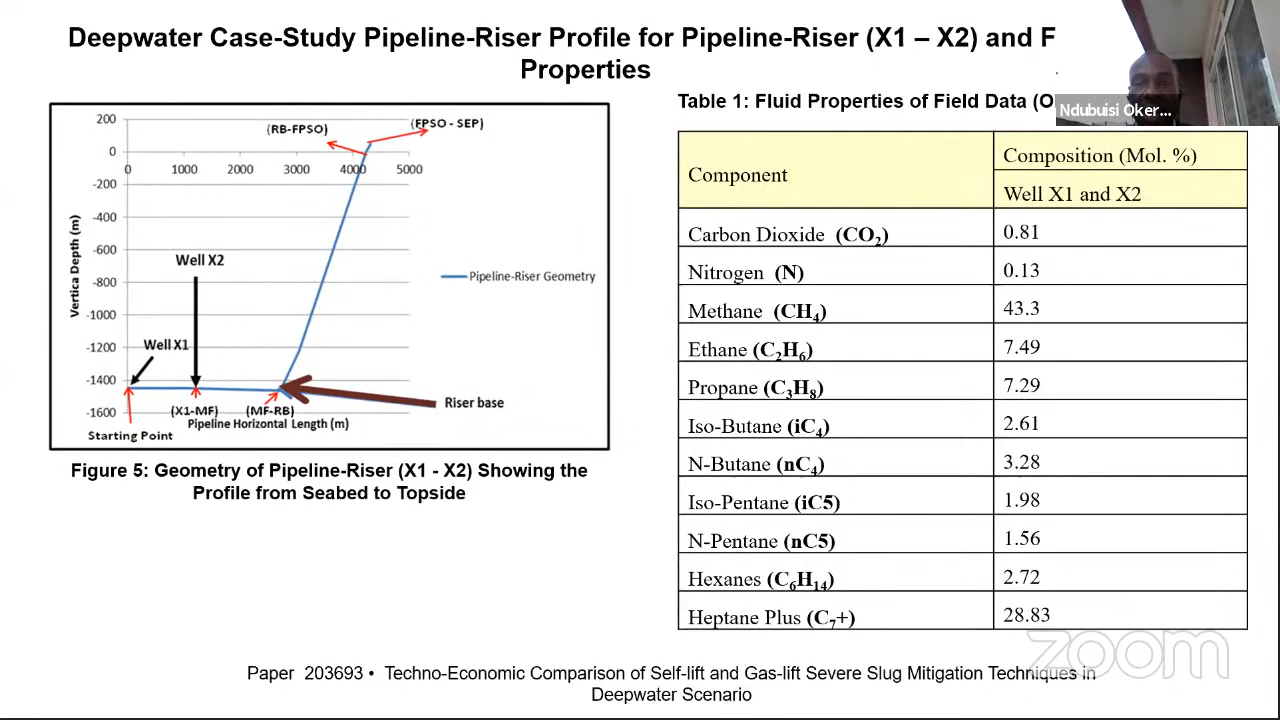 Deepwater Case-Study Pipeline-Riser Profile for Pipeline-Riser (X1 – X2) and F
Properties
200
0
-200
-400
-600
-800
-1000
-1200
-1400
-1600
0
1000
2000
3000
4000
5000
Vertica Depth (m)
(RB-FPSO)
(FPSO - SEP)
Well X2
Well X1
Pipeline-Riser Geometry
(X1-MF)
(MF-RB)
Riser base
Pipeline Horizontal Length (m)
Starting Point
Figure 5: Geometry of Pipeline-Riser (X1 - X2) Showing the
Profile from Seabed to Topside
Table 1: Fluid Properties of Field Data (O
Ndubuisi Oker...
Component
Composition (Mol. %)
Well X1 and X2
Carbon Dioxide (CO₂) 0.81
Nitrogen (N) 0.13
Methane (CH₄) 43.3
Ethane (C₂H₆) 7.49
Propane (C₃H₈) 7.29
Iso-Butane (iC₄) 2.61
N-Butane (nC₄) 3.28
Iso-Pentane (iC5) 1.98
N-Pentane (nC5) 1.56
Hexanes (C₆H₁₄) 2.72
Heptane Plus (C₇+) 28.83
zoom
Paper 203693 • Techno-Economic Comparison of Self-lift and Gas-lift Severe Slug Mitigation Techniques in
Deepwater Scenario